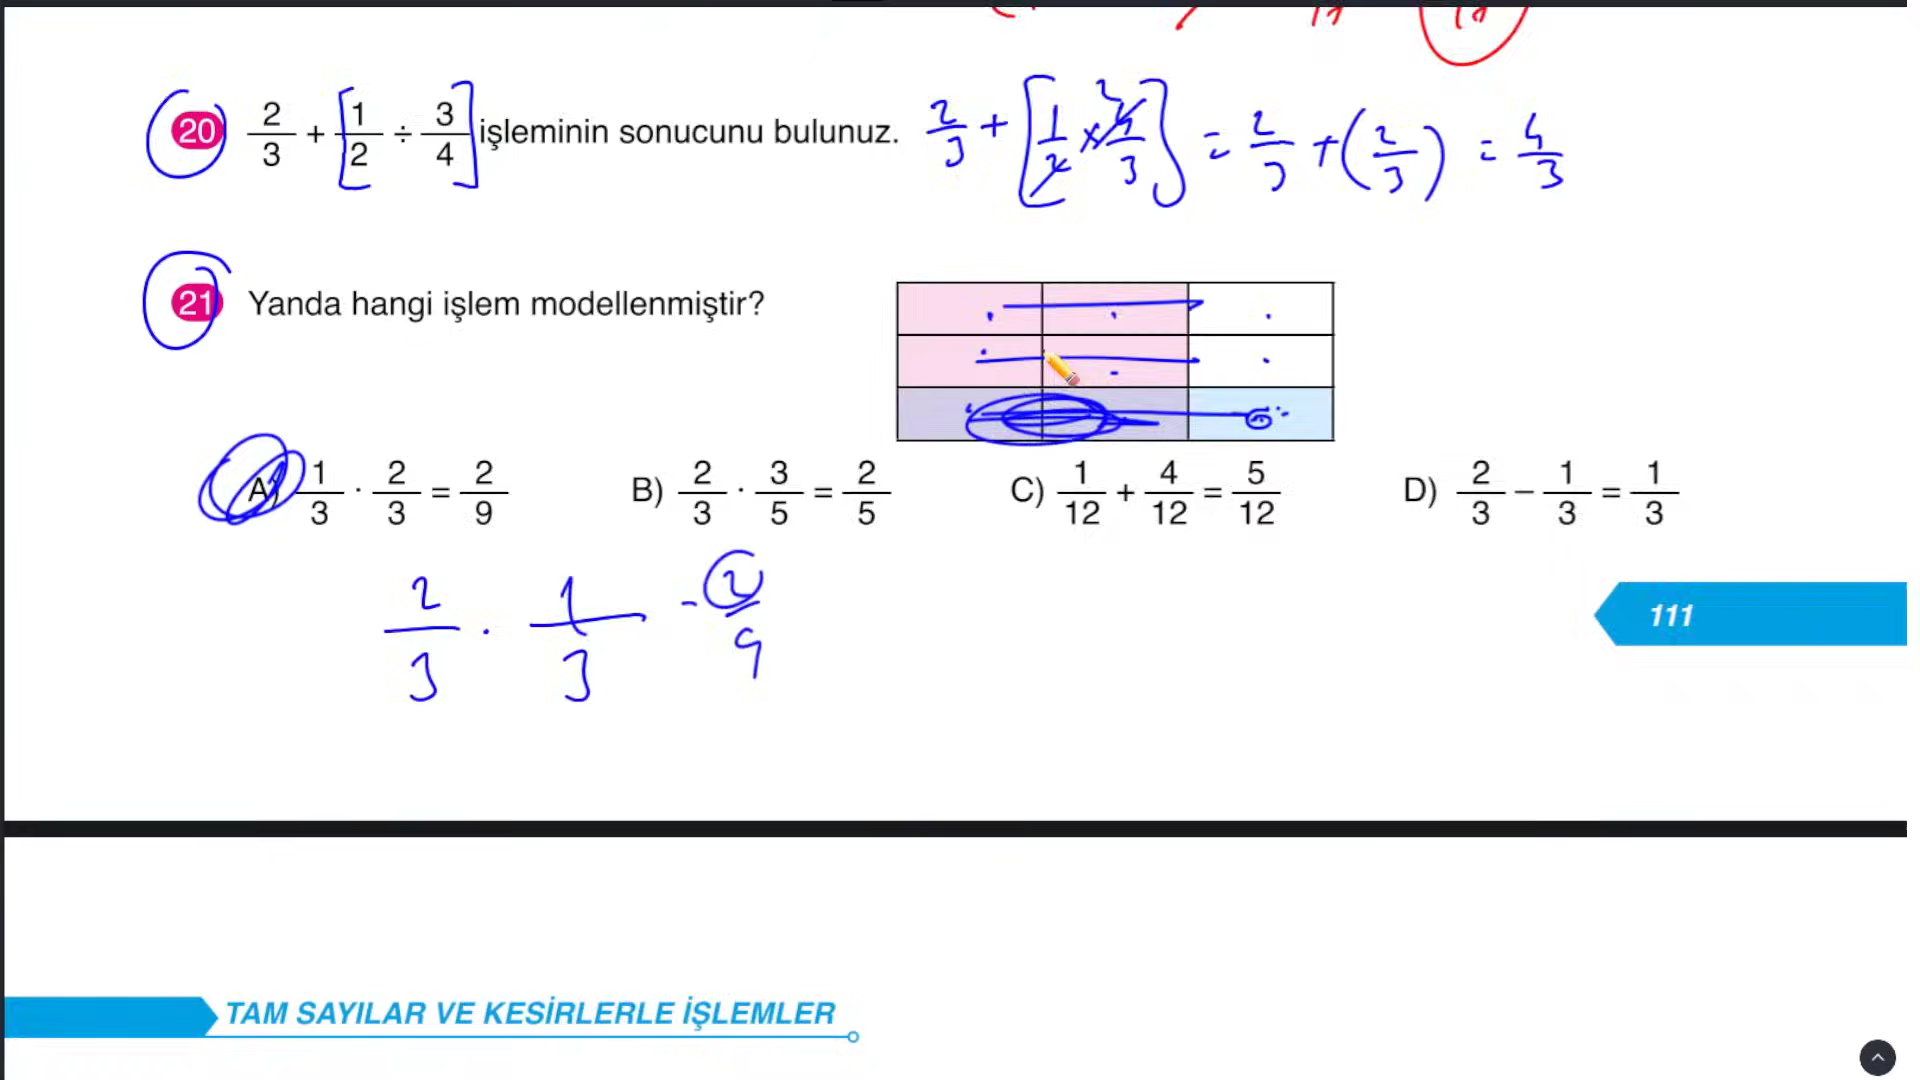 20 2/3 + [1/2 ÷ 3/4] işleminin sonucunu bulunuz. 2/3 + [1/2 × 4/3] = 2/3 + (2/3) = 4/3
21 Yanda hangi işlem modellenmiştir?
A) 1/3 · 2/3 = 2/9 B) 2/3 · 3/5 = 2/5 C) 1/12 + 4/12 = 5/12 D) 2/3 – 1/3 = 1/3
2/3 · 1/3 - 2/9
111
TAM SAYILAR VE KESİRLERLE İŞLEMLER